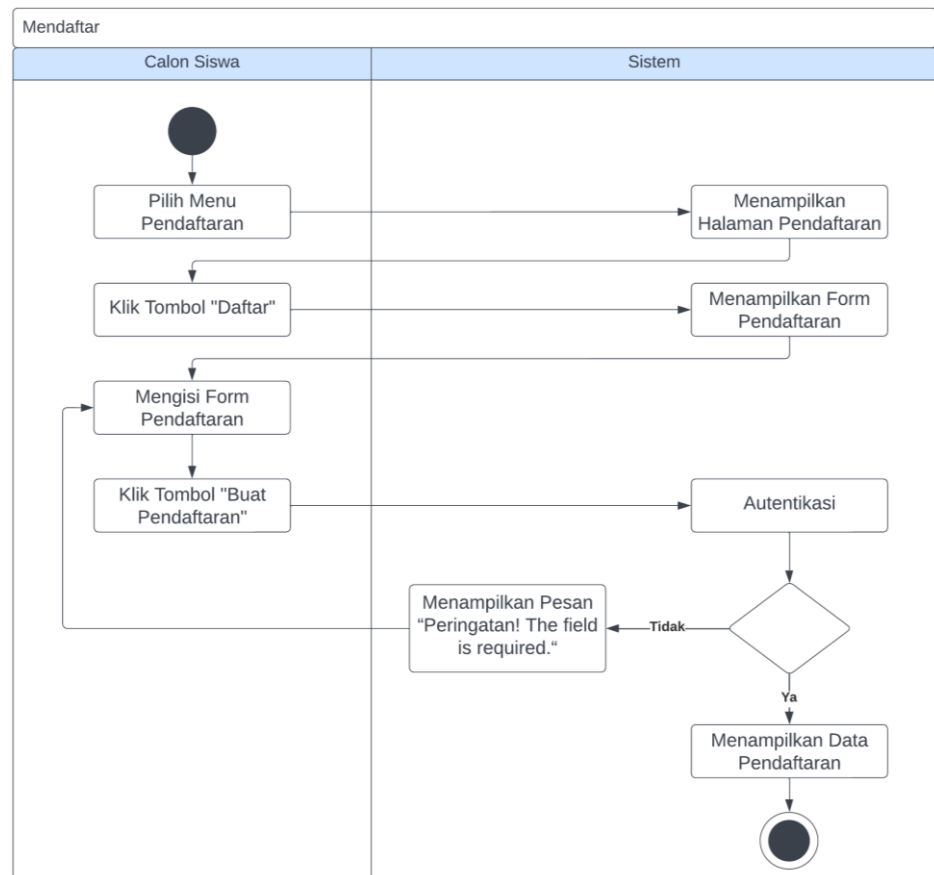 Mendaftar
Calon Siswa
Sistem
Pilih Menu
Pendaftaran
Menampilkan
Halaman Pendaftaran
Klik Tombol "Daftar"
Menampilkan Form
Pendaftaran
Mengisi Form
Pendaftaran
Klik Tombol "Buat
Pendaftaran"
Autentikasi
Menampilkan Pesan
“Peringatan! The field
is required.“
Tidak
Ya
Menampilkan Data
Pendaftaran